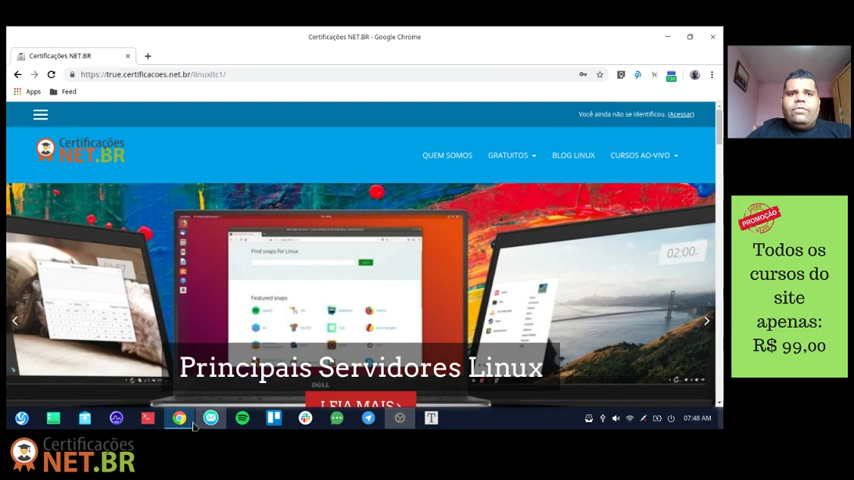 Certificações NET.BR - Google Chrome
Certificações NET.BR
https://true.certificacoes.net.br/linuxltc1/
Apps Feed
Você ainda não se identificou. (Acessar)
Certificações
NET.BR
QUEM SOMOS GRATUITOS BLOG LINUX CURSOS AO-VIVO
Find snaps for Linux
Featured snaps
02:00
Principais Servidores Linux
DELL
LEIA MAIS >
07:48 AM
Certificações
NET.BR
PROMOÇÃO
Todos os
cursos do
site
apenas:
R$ 99,00